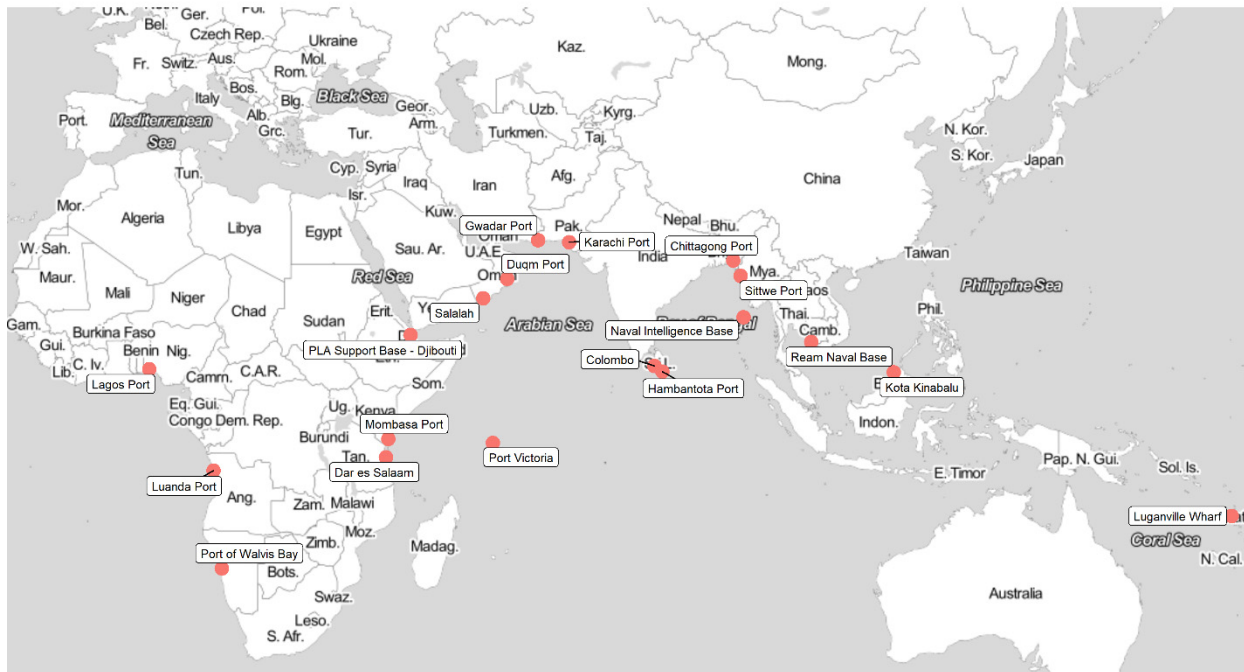 U.K.
Ger.
Pol.
Bel.
Czech Rep.
Ukraine
Kaz.
Mong.
Fr.
Switz.
Aus.
Mol.
Rom.
Bos.
Italy
Blg.
Black Sea
Geor.
Uzb.
Kyrg.
Port.
Mediterranean
Sea
Alb.
Grc.
Tur.
Arm.
Turkmen.
Taj.
N. Kor.
S. Kor.
Japan
Tun.
Cyp.
Syria
Isr.
Iraq
Iran
Afg.
China
Mor.
Algeria
Libya
Egypt
Kuw.
Pak.
Nepal
Bhu.
Gwadar Port
Karachi Port
Chittagong Port
Taiwan
W. Sah.
Sau. Ar.
U.A.E.
India
Duqm Port
Maur.
Mali
Niger
Red Sea
Mya.
Sittwe Port
Philippine Sea
Chad
Sudan
Erit.
Salalah
Arabian Sea
Naval Intelligence Base
Thai.
Phil.
Gam.
Burkina Faso
Gui.
Benin
Nig.
PLA Support Base - Djibouti
Camb.
Ream Naval Base
Lib.
C. Iv.
Lagos Port
Camrn.
C.A.R.
Som.
Colombo
Hambantota Port
Kota Kinabalu
Eq. Gui.
Congo Dem. Rep.
Ug.
Kenya
Mombasa Port
Indon.
Burundi
Tan.
Dar es Salaam
Port Victoria
Pap. N. Gui.
Sol. Is.
E. Timor
Luanda Port
Ang.
Zam.
Malawi
Moz.
Luganville Wharf
Coral Sea
Port of Walvis Bay
Zimb.
Madag.
Bots.
N. Cal.
Swaz.
Australia
Leso.
S. Afr.